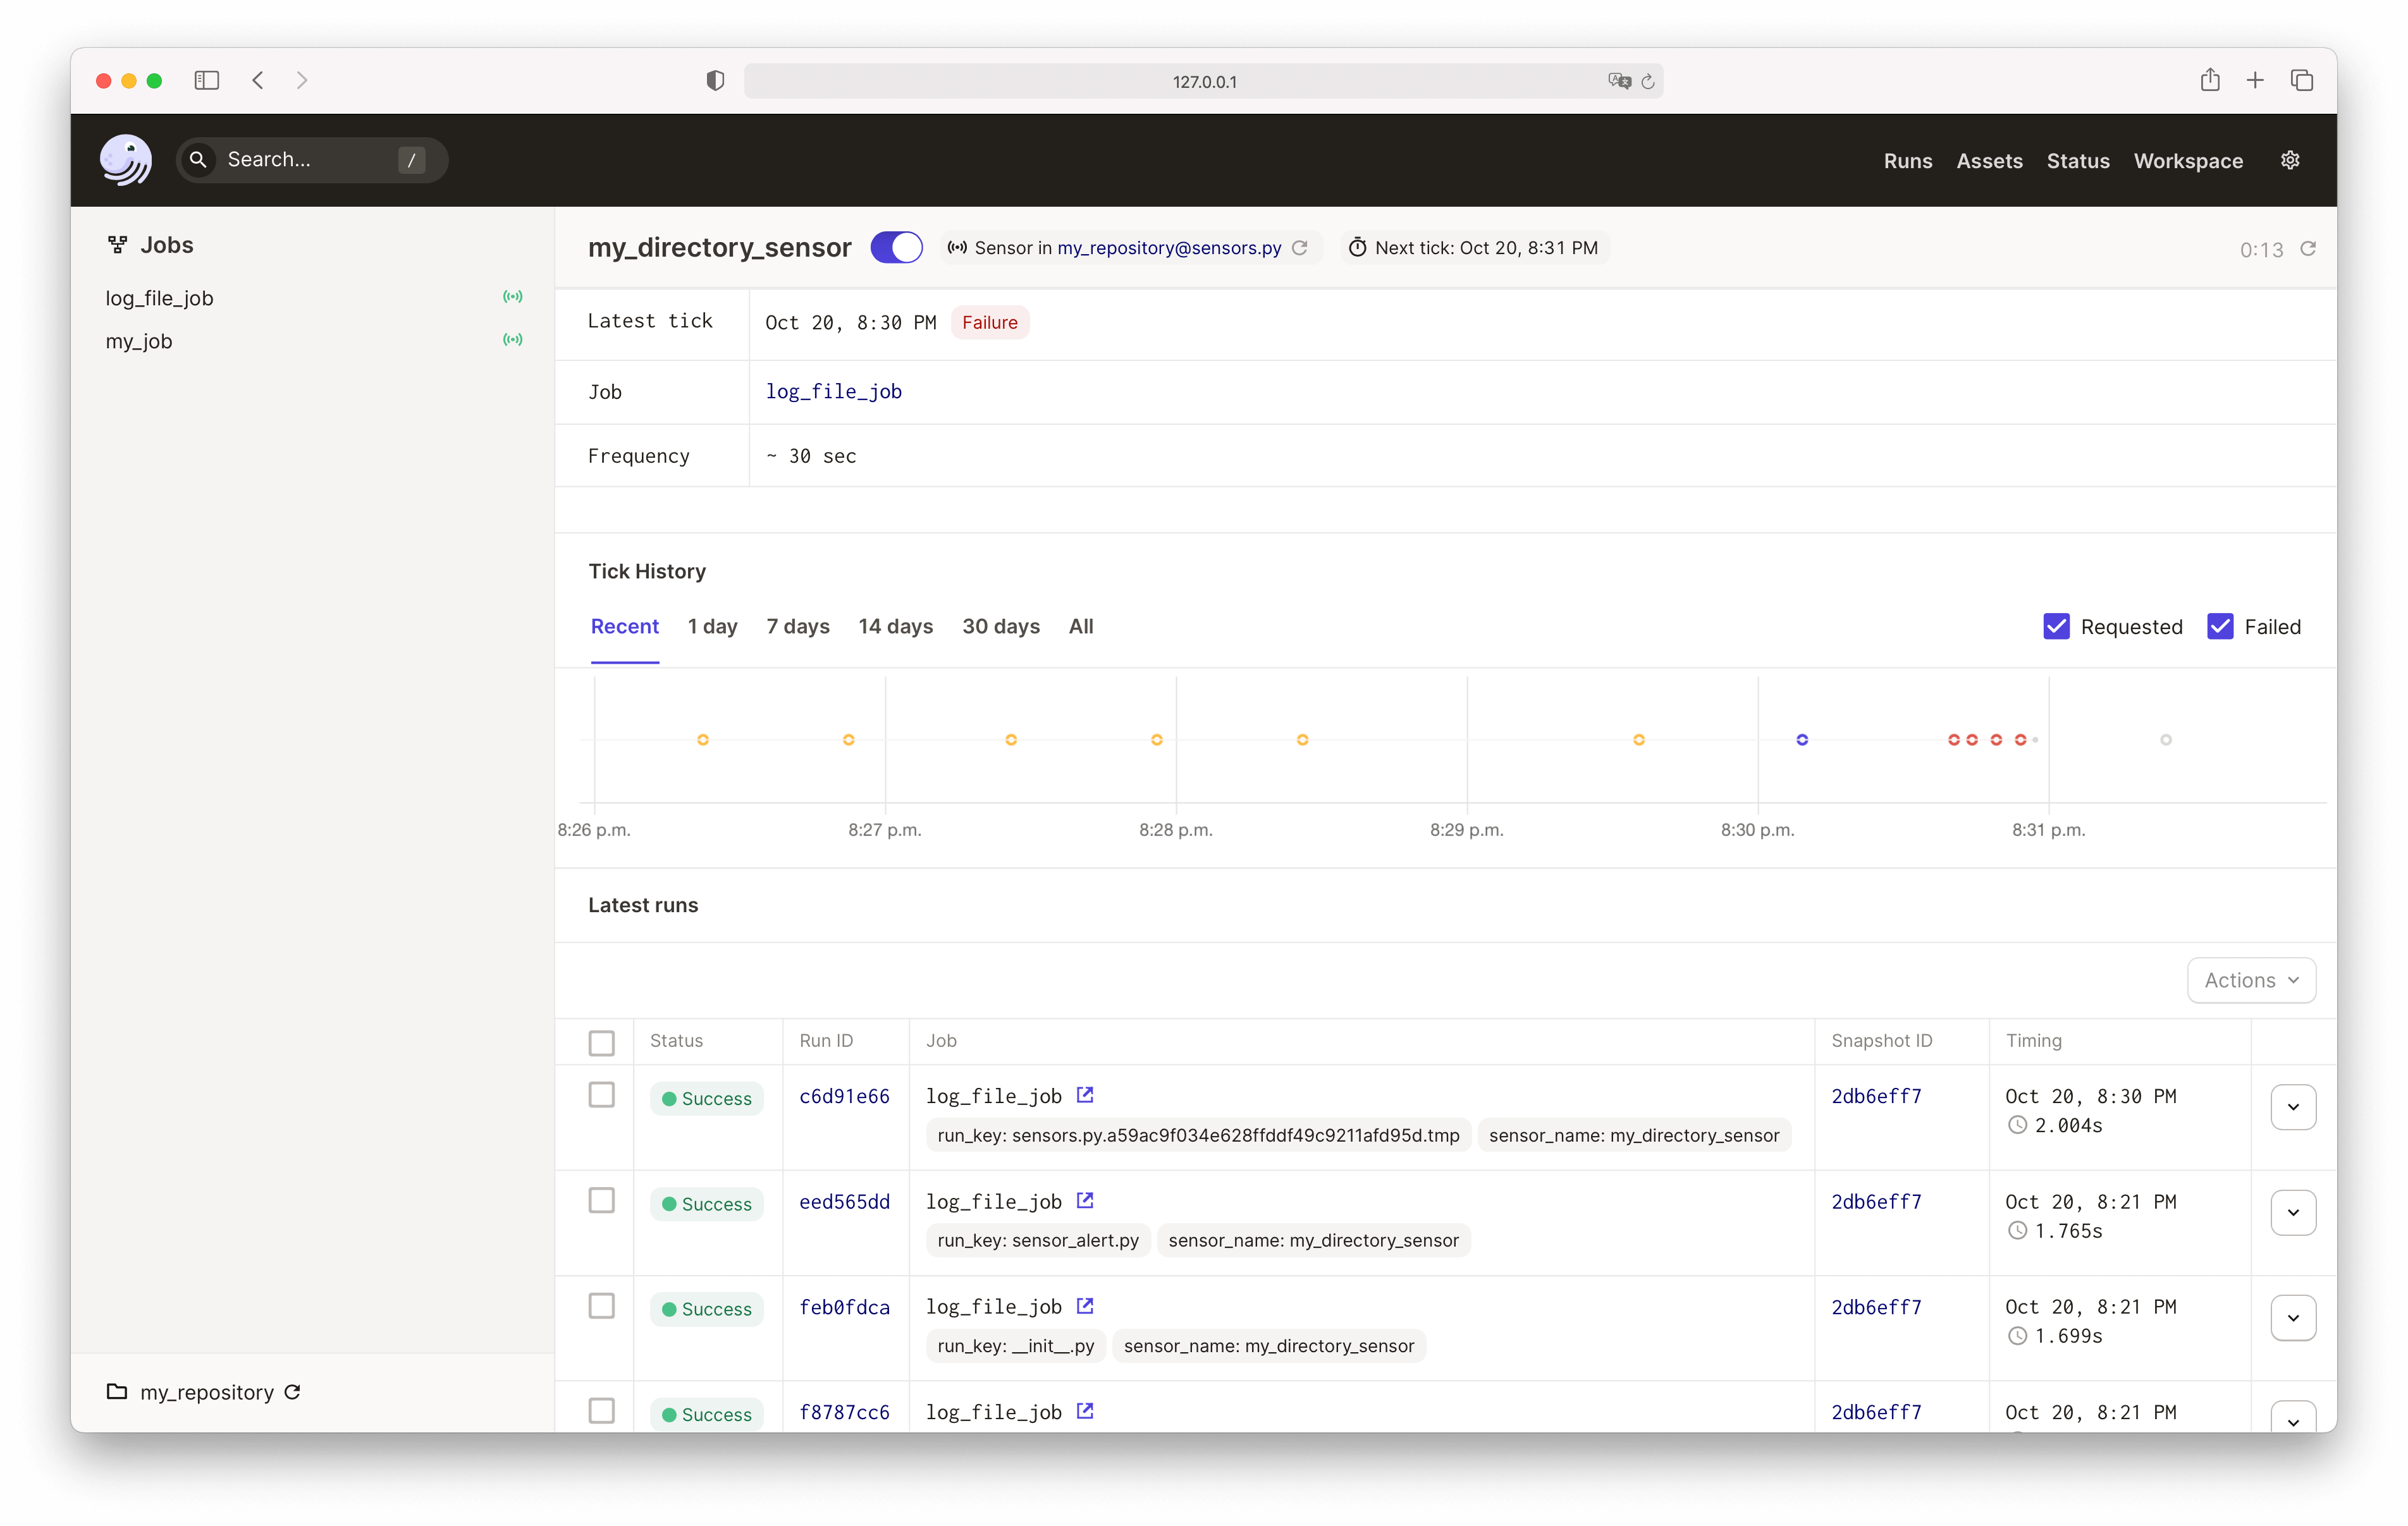 127.0.0.1
Search... /
Runs Assets Status Workspace
Jobs
log_file_job
my_job
my_repository
my_directory_sensor Sensor in my_repository@sensors.py Next tick: Oct 20, 8:31 PM 0:13
Latest tick Oct 20, 8:30 PM Failure
Job log_file_job
Frequency ~ 30 sec
Tick History
Recent 1 day 7 days 14 days 30 days All Requested Failed
8:26 p.m. 8:27 p.m. 8:28 p.m. 8:29 p.m. 8:30 p.m. 8:31 p.m.
Latest runs
Actions
Status Run ID Job Snapshot ID Timing
Success c6d91e66 log_file_job 2db6eff7 Oct 20, 8:30 PM
run_key: sensors.py.a59ac9f034e628ffddf49c9211afd95d.tmp sensor_name: my_directory_sensor 2.004s
Success eed565dd log_file_job 2db6eff7 Oct 20, 8:21 PM
run_key: sensor_alert.py sensor_name: my_directory_sensor 1.765s
Success feb0fdca log_file_job 2db6eff7 Oct 20, 8:21 PM
run_key: __init__.py sensor_name: my_directory_sensor 1.699s
Success f8787cc6 log_file_job 2db6eff7 Oct 20, 8:21 PM